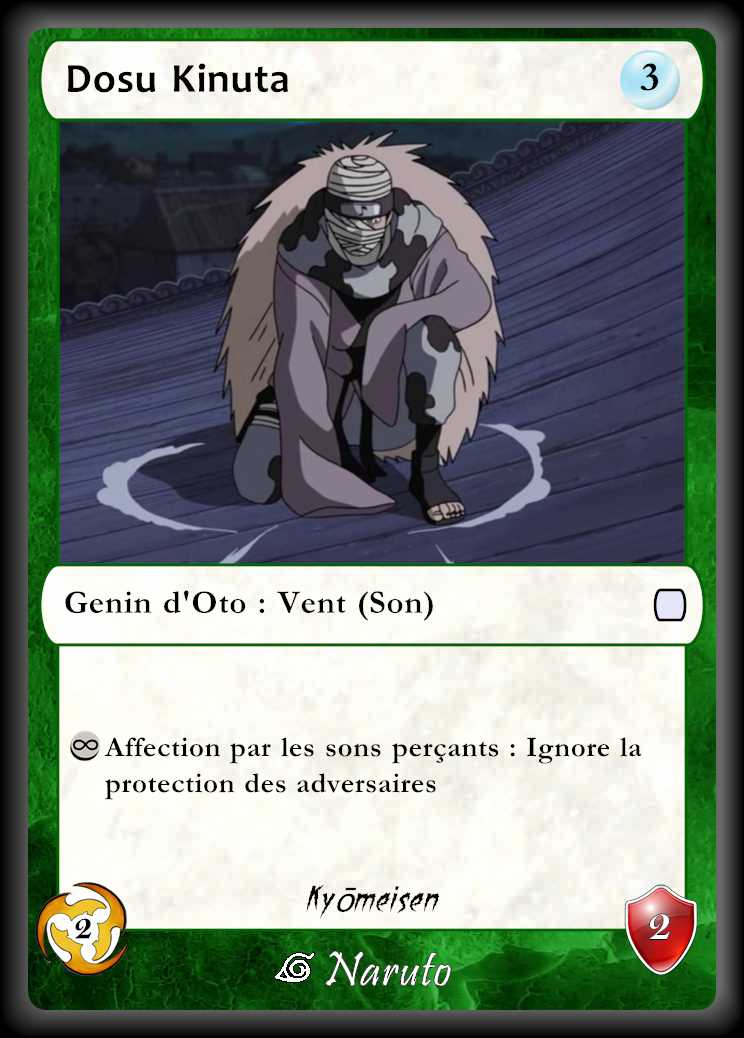 Dosu Kinuta
3
Genin d'Oto : Vent (Son)
∞ Affection par les sons perçants : Ignore la
protection des adversaires
Kyōmeisen
2
2
Naruto